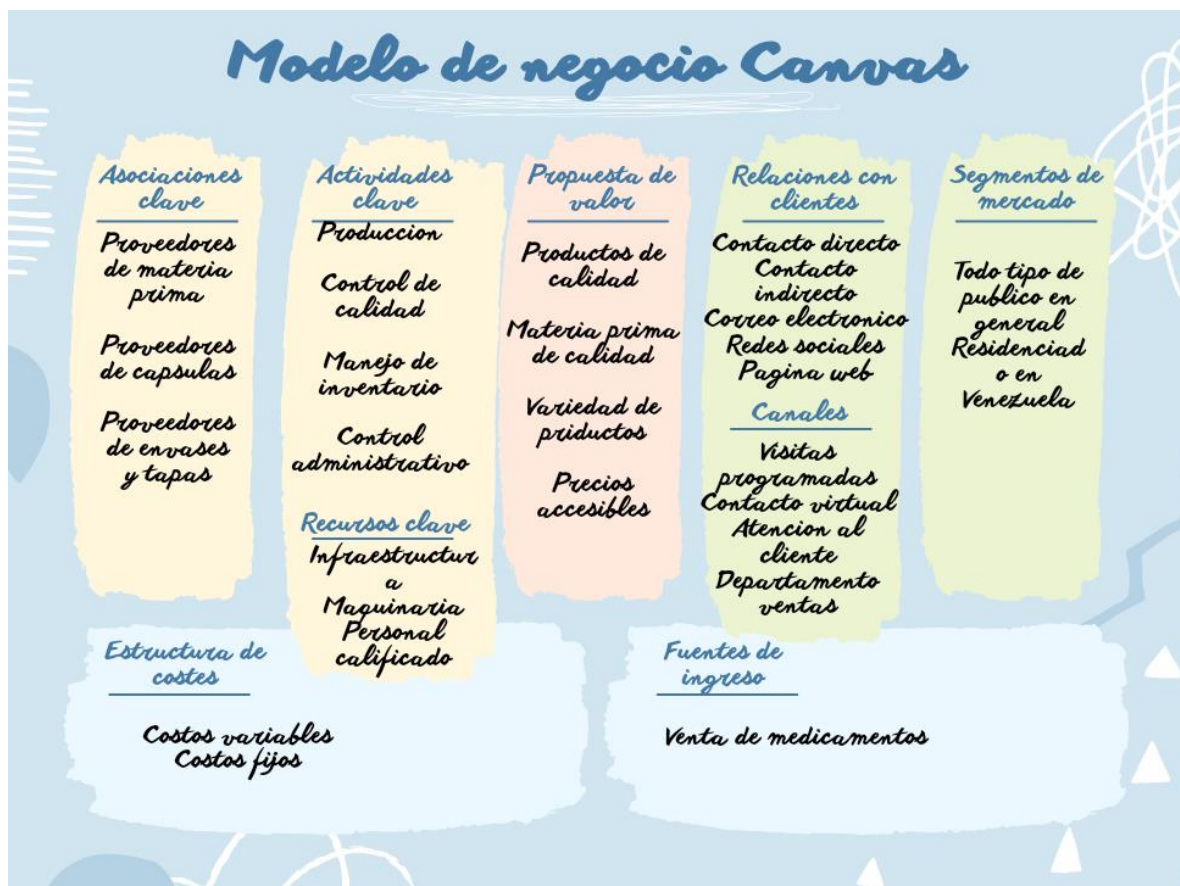 Modelo de negocio Canvas
Asociaciones
clave
Proveedores
de materia
prima
Proveedores
de capsulas
Proveedores
de envases
y tapas
Actividades
clave
Produccion
Control de
calidad
Manejo de
inventario
Control
administrativo
Recursos clave
Infraestructur
a
Maquinaria
Personal
calificado
Propuesta de
valor
Productos de
calidad
Materia prima
de calidad
Variedad de
priductos
Precios
accesibles
Relaciones con
clientes
Contacto directo
Contacto
indirecto
Correo electronico
Redes sociales
Pagina web
Canales
Visitas
programadas
Contacto virtual
Atencion al
cliente
Departamento
ventas
Segmentos de
mercado
Todo tipo de
publico en
general
Residenciad
o en
Venezuela
Estructura de
costes
Costos variables
Costos fijos
Fuentes de
ingreso
Venta de medicamentos